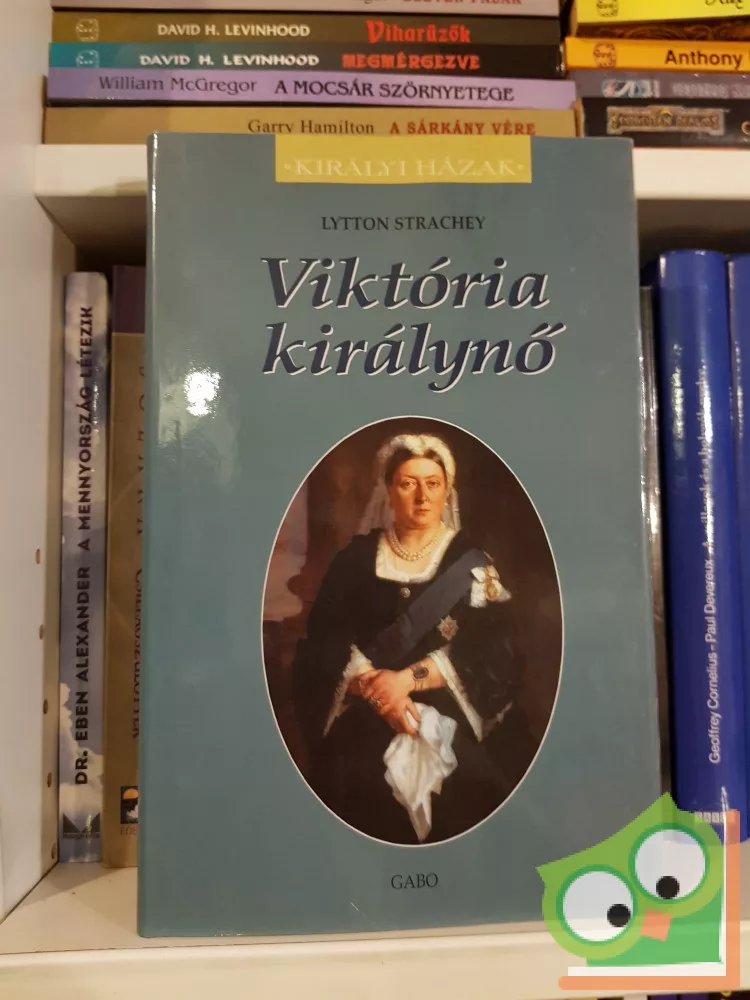 DAVID H. LEVINHOOD Viharűzők
DAVID H. LEVINHOOD MEGMÉRGEZVE
William McGregor A MOCSÁR SZÖRNYETEGE
Garry Hamilton A SÁRKÁNY VÉRE
Anthony
•KIRÁLYI HÁZAK•
LYTTON STRACHEY
Viktória
királynő
GABO
DR. EBEN ALEXANDER A MENNYORSZÁG LÉTEZIK
Geoffrey Cornelius – Paul Devereux